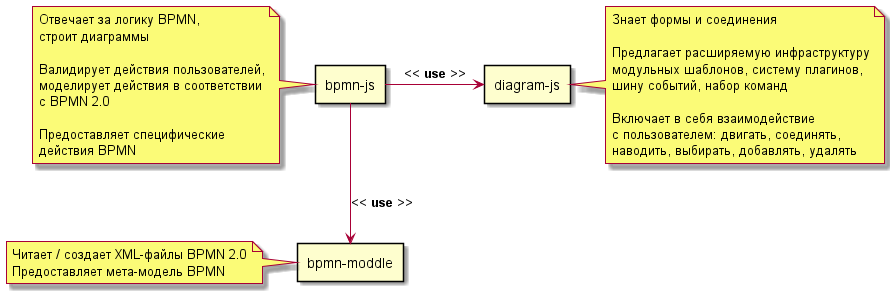 Отвечает за логику BPMN,
строит диаграммы
Валидирует действия пользователей,
моделирует действия в соответствии
с BPMN 2.0
Предоставляет специфические
действия BPMN
bpmn-js
<< use >>
diagram-js
Знает формы и соединения
Предлагает расширяемую инфраструктуру
модульных шаблонов, систему плагинов,
шину событий, набор команд
Включает в себя взаимодействие
с пользователем: двигать, соединять,
наводить, выбирать, добавлять, удалять
<< use >>
Читает / создает XML-файлы BPMN 2.0
Предоставляет мета-модель BPMN
bpmn-moddle